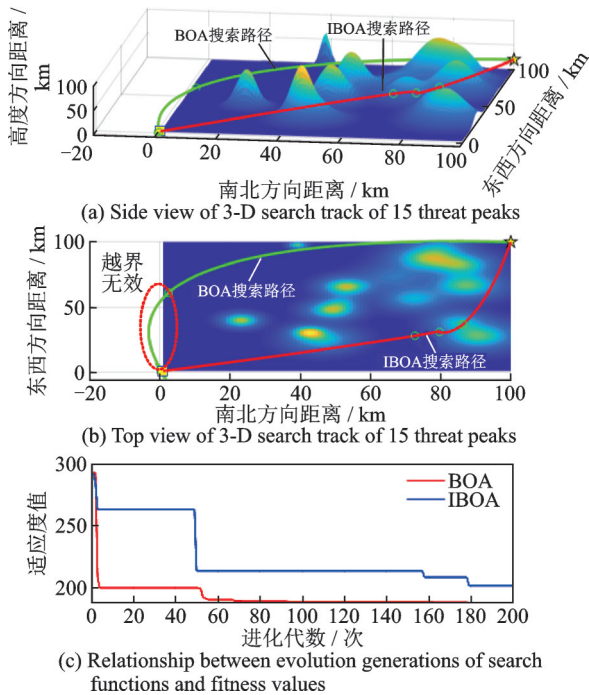 BOA搜索路径
IBOA搜索路径
高度方向距离 /
km
100
50
0
−20
0
20
40
60
80
100
南北方向距离 / km
0
50
100
东西方向距离 / km
(a) Side view of 3-D search track of 15 threat peaks
越界
无效
BOA搜索路径
IBOA搜索路径
东西方向距离 / km
100
50
0
−20
0
20
40
60
80
100
南北方向距离 / km
(b) Top view of 3-D search track of 15 threat peaks
BOA
IBOA
适应度值
300
250
200
0
20
40
60
80
100
120
140
160
180
200
进化代数 / 次
(c) Relationship between evolution generations of search
functions and fitness values